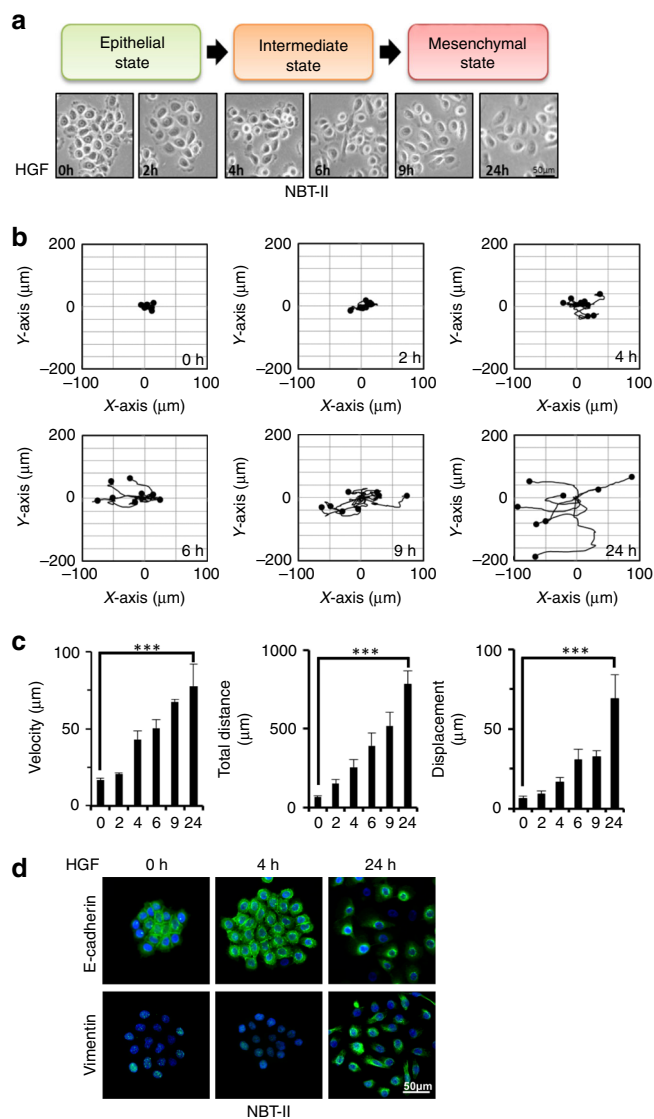 a
Epithelial
state
Intermediate
state
Mesenchymal
state
HGF
0h
2h
4h
6h
9h
24h
50µm
NBT-II
b
200
0
–200
–100
0
100
Y-axis (μm)
X-axis (μm)
0 h
200
0
–200
–100
0
100
Y-axis (μm)
X-axis (μm)
2 h
200
0
–200
–100
0
100
Y-axis (μm)
X-axis (μm)
4 h
200
0
–200
–100
0
100
Y-axis (μm)
X-axis (μm)
6 h
200
0
–200
–100
0
100
Y-axis (μm)
X-axis (μm)
9 h
200
0
–200
–100
0
100
Y-axis (μm)
X-axis (μm)
24 h
c
Velocity (μm)
100
50
0
***
0 2 4 6 9 24
Total distance
(μm)
1000
500
0
***
0 2 4 6 9 24
Displacement
(μm)
100
50
0
***
0 2 4 6 9 24
d
HGF 0 h 4 h 24 h
E-cadherin
Vimentin
50µm
NBT-II